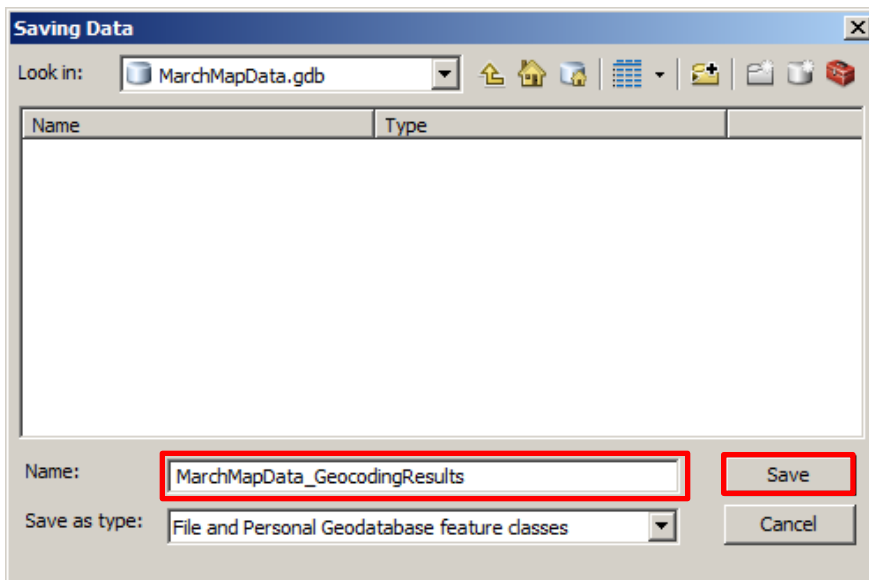 Saving Data
Look in: MarchMapData.gdb
Name Type
Name: MarchMapData_GeocodingResults Save
Save as type: File and Personal Geodatabase feature classes Cancel